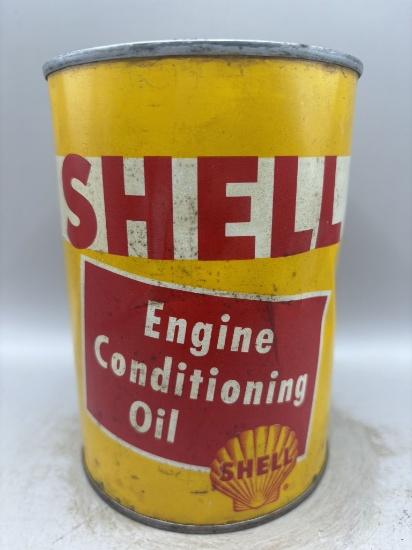 SHELL
Engine
Conditioning
Oil
SHELL
®